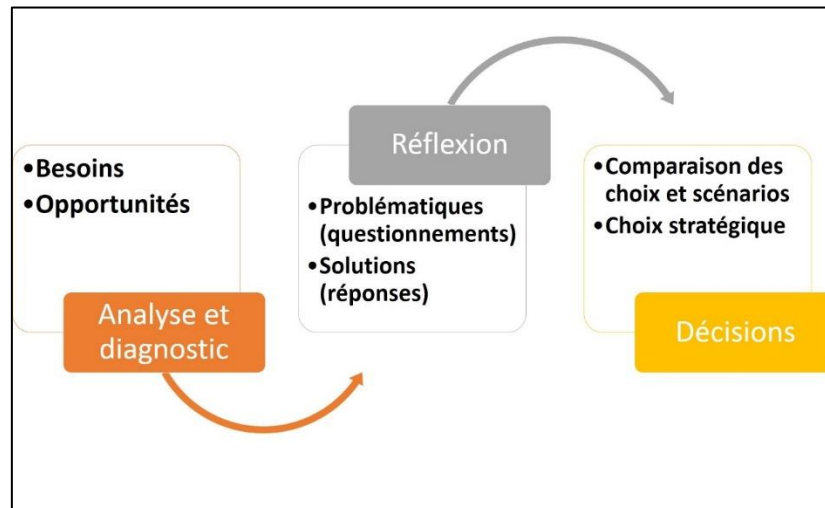 •Besoins
•Opportunités
Analyse et
diagnostic
Réflexion
•Problématiques
(questionnements)
•Solutions
(réponses)
•Comparaison des
choix et scénarios
•Choix stratégique
Décisions